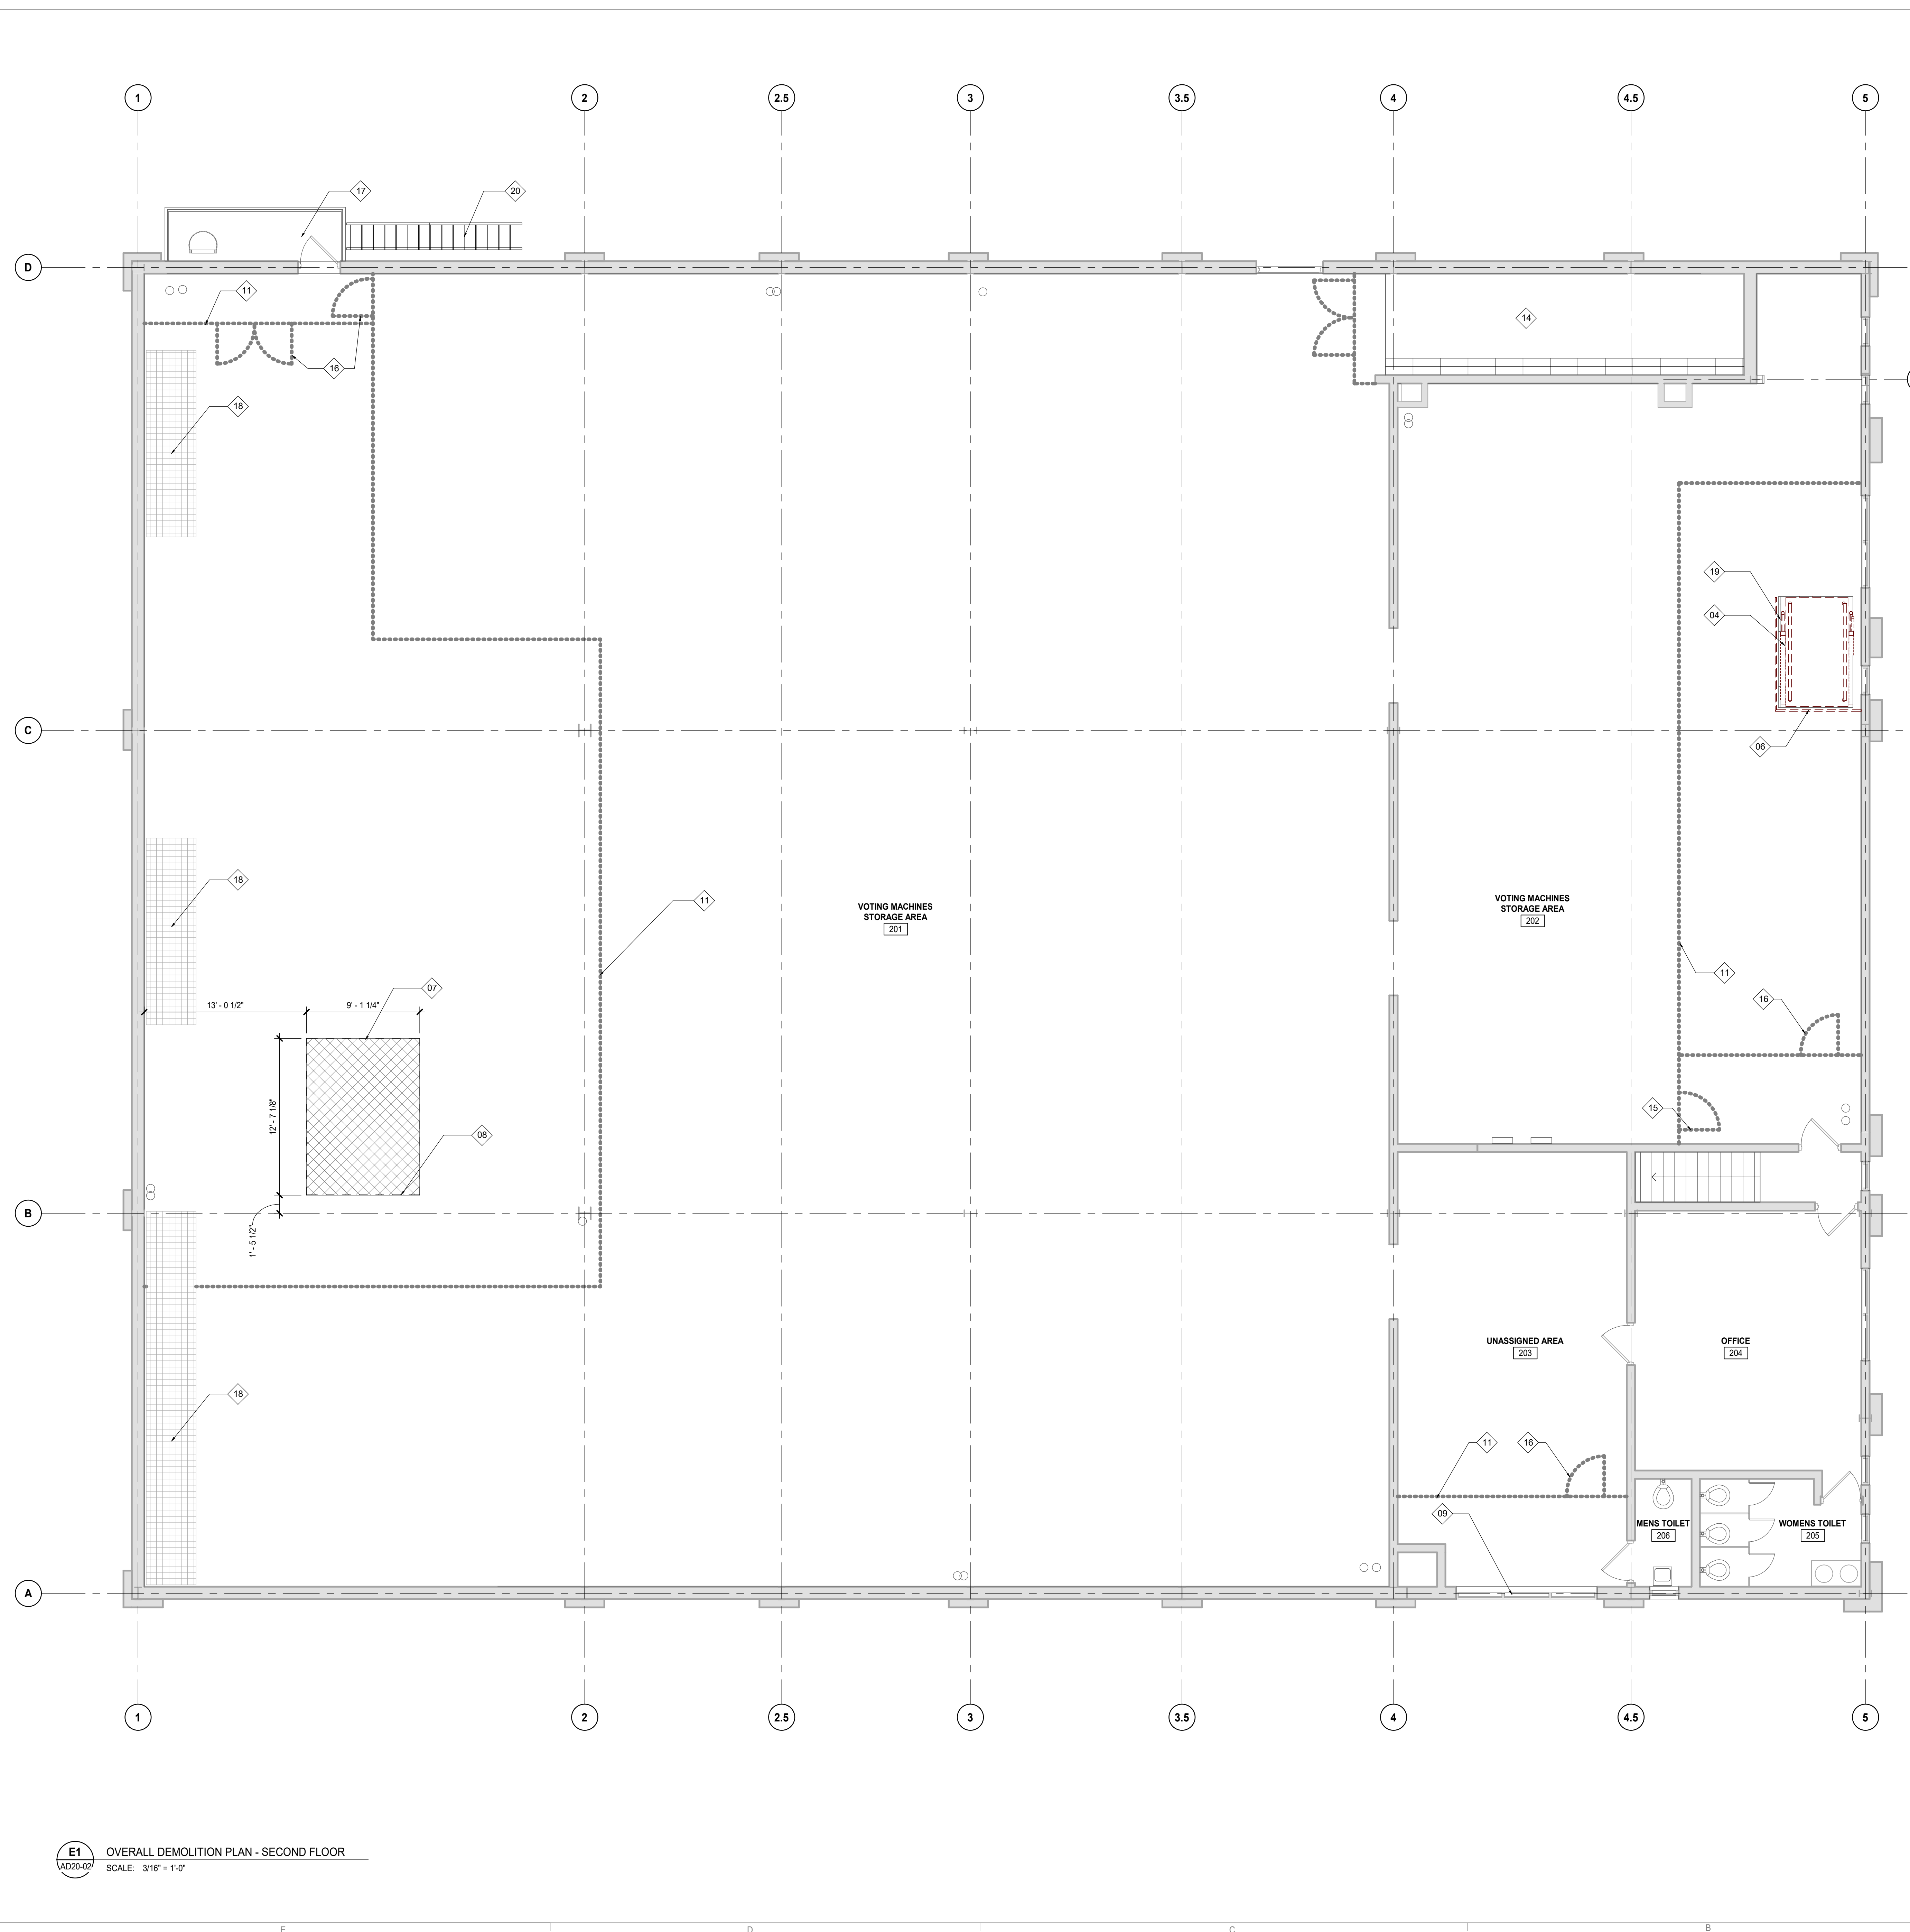 1
2
2.5
3
3.5
4
4.5
5
17
20
D
11
14
16
18
19
04
C
06
18
11
VOTING MACHINES
STORAGE AREA
201
VOTING MACHINES
STORAGE AREA
202
11
07
16
13' - 0 1/2"
9' - 1 1/4"
12' - 7 1/8"
15
08
B
1' - 5 1/2"
UNASSIGNED AREA
203
OFFICE
204
18
11
16
09
MENS TOILET
206
WOMENS TOILET
205
A
1
2
2.5
3
3.5
4
4.5
5
E1
AD20-02
OVERALL DEMOLITION PLAN - SECOND FLOOR
SCALE: 3/16" = 1'-0"
D
C
B